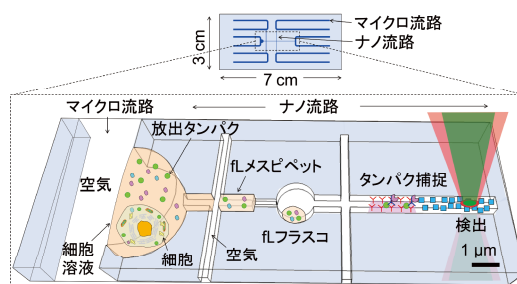 マイクロ流路
ナノ流路
3 cm
7 cm
マイクロ流路
ナノ流路
放出タンパク
fLメスピペット
タンパク捕捉
空気
fLフラスコ
検出
細胞
溶液
細胞
空気
1 μm